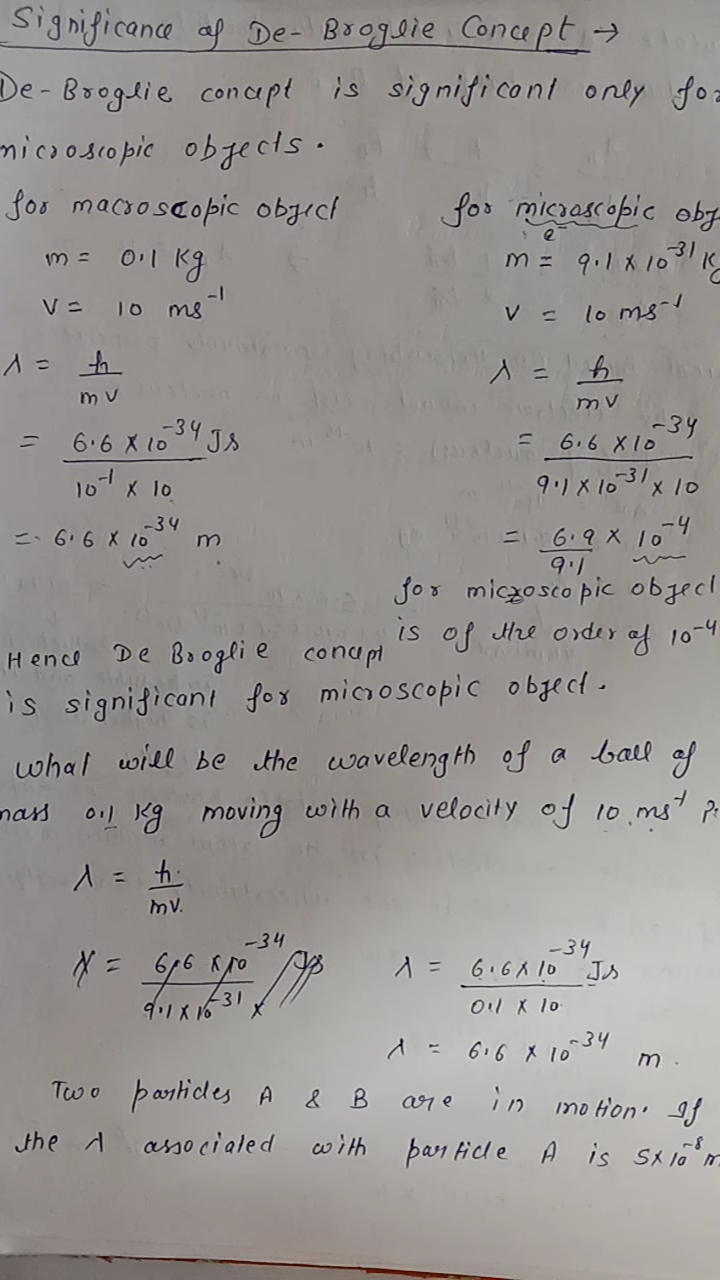 Significance of De-Broglie Concept →
De-Broglie concept is significant only for
microscopic objects.
for macroscopic object
m = 0.1 kg
v = 10 ms⁻¹
λ = h / mv
= 6.6 × 10⁻³⁴ Js / 10⁻¹ × 10
= 6.6 × 10⁻³⁴ m
for microscopic obj
e⁻
m = 9.1 × 10⁻³¹ K
v = 10 ms⁻¹
λ = h / mv
= 6.6 × 10⁻³⁴ / 9.1 × 10⁻³¹ × 10
= 6.9 / 9.1 × 10⁻⁴
for microscopic object
is of the order of 10⁻⁴
Hence De Broglie concept
is significant for microscopic object.
What will be the wavelength of a ball of
mass 0.1 kg moving with a velocity of 10 ms⁻¹ ?
λ = h / mv.
λ = 6.6 × 10⁻³⁴ Js / 9.1 × 10⁻³¹ ×
λ = 6.6 × 10⁻³⁴ Js / 0.1 × 10
λ = 6.6 × 10⁻³⁴ m.
Two particles A & B are in motion. If
the λ associated with particle A is 5×10⁻⁸ m